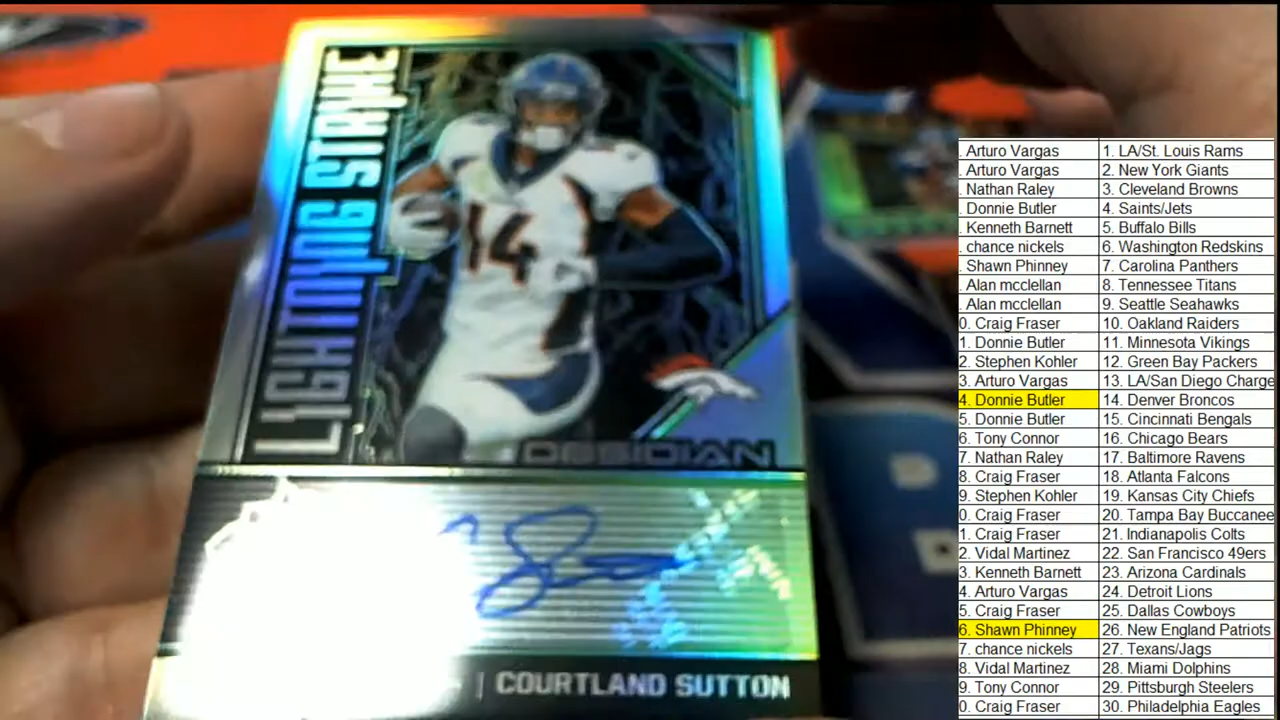 LIGHTNING STRIKE
14
OBSIDIAN
| COURTLAND SUTTON
. Arturo Vargas 1. LA/St. Louis Rams
. Arturo Vargas 2. New York Giants
. Nathan Raley 3. Cleveland Browns
. Donnie Butler 4. Saints/Jets
. Kenneth Barnett 5. Buffalo Bills
. chance nickels 6. Washington Redskins
. Shawn Phinney 7. Carolina Panthers
. Alan mcclellan 8. Tennessee Titans
. Alan mcclellan 9. Seattle Seahawks
0. Craig Fraser 10. Oakland Raiders
1. Donnie Butler 11. Minnesota Vikings
2. Stephen Kohler 12. Green Bay Packers
3. Arturo Vargas 13. LA/San Diego Charge
4. Donnie Butler 14. Denver Broncos
5. Donnie Butler 15. Cincinnati Bengals
6. Tony Connor 16. Chicago Bears
7. Nathan Raley 17. Baltimore Ravens
8. Craig Fraser 18. Atlanta Falcons
9. Stephen Kohler 19. Kansas City Chiefs
0. Craig Fraser 20. Tampa Bay Buccanee
1. Craig Fraser 21. Indianapolis Colts
2. Vidal Martinez 22. San Francisco 49ers
3. Kenneth Barnett 23. Arizona Cardinals
4. Arturo Vargas 24. Detroit Lions
5. Craig Fraser 25. Dallas Cowboys
6. Shawn Phinney 26. New England Patriots
7. chance nickels 27. Texans/Jags
8. Vidal Martinez 28. Miami Dolphins
9. Tony Connor 29. Pittsburgh Steelers
0. Craig Fraser 30. Philadelphia Eagles